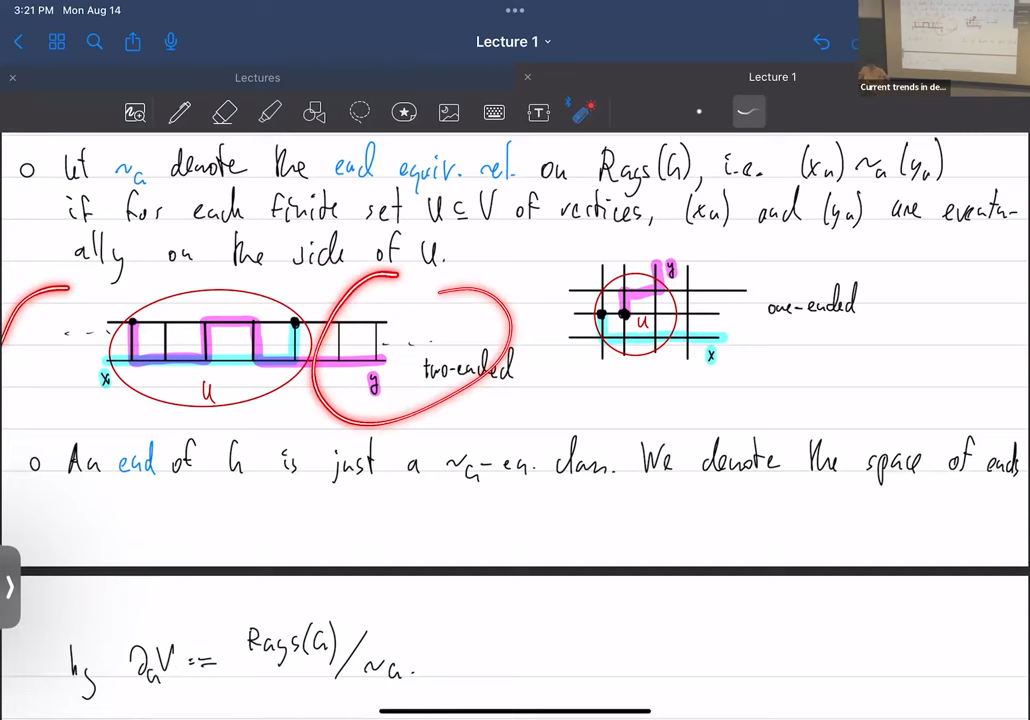 3:21 PM Mon Aug 14
Lecture 1
Current trends in de...
Lectures
Lecture 1
Let ~G denote the end equiv. rel. on Rays(G), i.e. (xn) ~G (yn)
if for each finite set U ⊆ V of vertices, (xn) and (yn) are eventu-
ally on the side of U.
x
U
y
two-ended
y
U
x
one-ended
An end of G is just a ~G-eq. class. We denote the space of ends
by ∂GV := Rays(G)/~G.